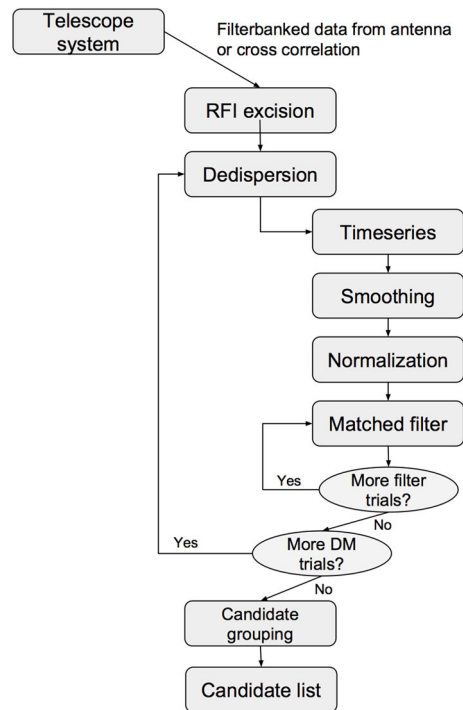 Telescope
system
Filterbanked data from antenna
or cross correlation
RFI excision
Dedispersion
Timeseries
Smoothing
Normalization
Matched filter
More filter
trials?
Yes
No
More DM
trials?
Yes
No
Candidate
grouping
Candidate list